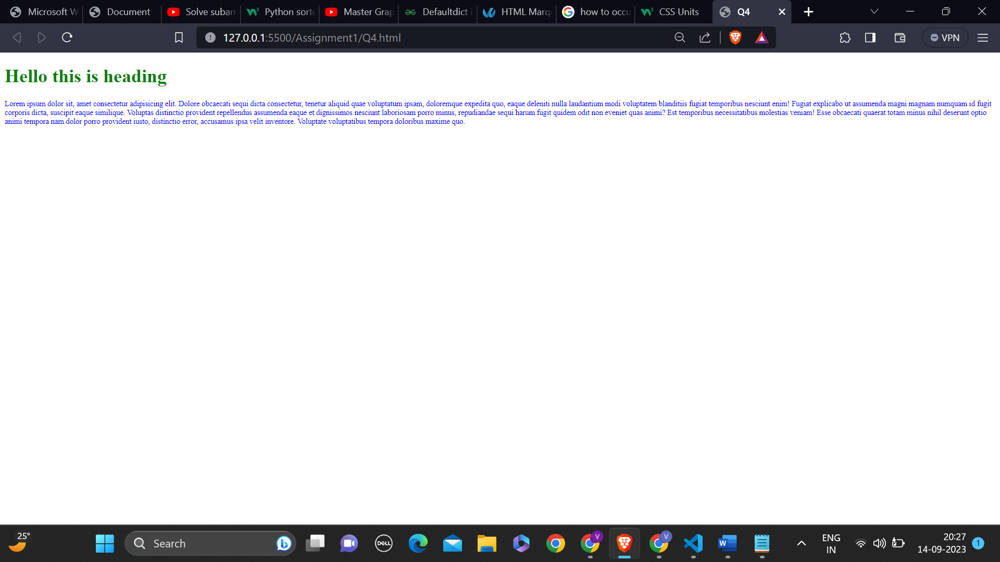 Microsoft W
Document
Solve subarr
Python sorte
Master Grap
Defaultdict i
HTML Marqu
how to occu
CSS Units
Q4
127.0.0.1:5500/Assignment1/Q4.html
VPN
Hello this is heading
Lorem ipsum dolor sit, amet consectetur adipisicing elit. Dolore obcaecati sequi dicta consectetur, tenetur aliquid quae voluptatum ipsam, doloremque expedita quo, eaque deleniti nulla laudantium modi voluptatem blanditiis fugiat temporibus nesciunt enim! Fugiat explicabo ut assumenda magni magnam numquam id fugit
corporis dicta, suscipit eaque similique. Voluptas distinctio provident repellendus assumenda eaque et dignissimos nesciunt laboriosam porro minus, repudiandae sequi harum fugit quidem odit non eveniet quas animi? Est temporibus necessitatibus molestias veniam! Esse obcaecati quaerat totam minus nihil deserunt optio
animi tempora nam dolor porro provident iusto, distinctio error, accusamus ipsa velit inventore. Voluptate voluptatibus tempora doloribus maxime quo.
25°
Search
DELL
V
V
W
ENG
IN
20:27
14-09-2023
1